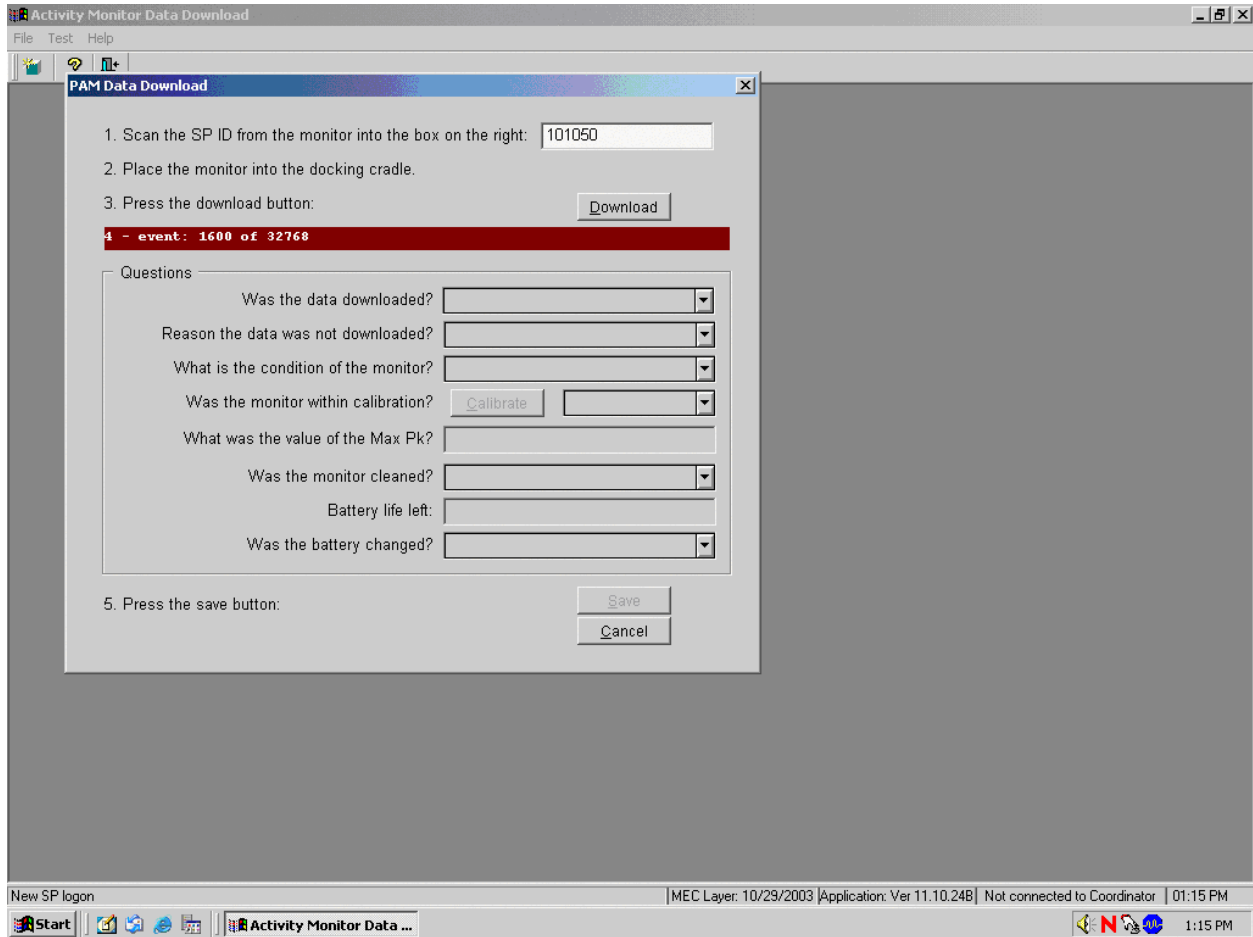 Activity Monitor Data Download
File Test Help
PAM Data Download
1. Scan the SP ID from the monitor into the box on the right: 101050
2. Place the monitor into the docking cradle.
3. Press the download button: Download
4 - event: 1600 of 32768
Questions
Was the data downloaded?
Reason the data was not downloaded?
What is the condition of the monitor?
Was the monitor within calibration? Calibrate
What was the value of the Max Pk?
Was the monitor cleaned?
Battery life left:
Was the battery changed?
5. Press the save button: Save
Cancel
New SP logon MEC Layer: 10/29/2003 Application: Ver 11.10.24B Not connected to Coordinator 01:15 PM
Start Activity Monitor Data ... N 1:15 PM